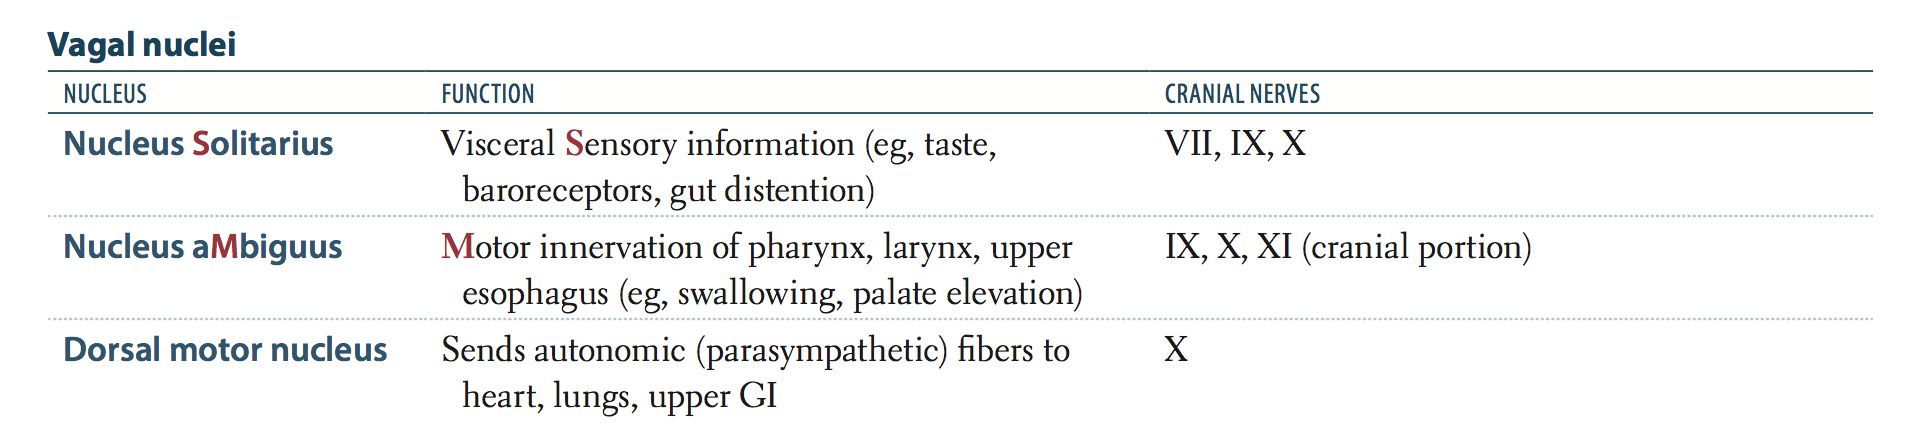 Vagal nuclei
NUCLEUS FUNCTION CRANIAL NERVES
Nucleus Solitarius Visceral Sensory information (eg, taste, VII, IX, X
baroreceptors, gut distention)
Nucleus aMbiguus Motor innervation of pharynx, larynx, upper IX, X, XI (cranial portion)
esophagus (eg, swallowing, palate elevation)
Dorsal motor nucleus Sends autonomic (parasympathetic) fibers to X
heart, lungs, upper GI